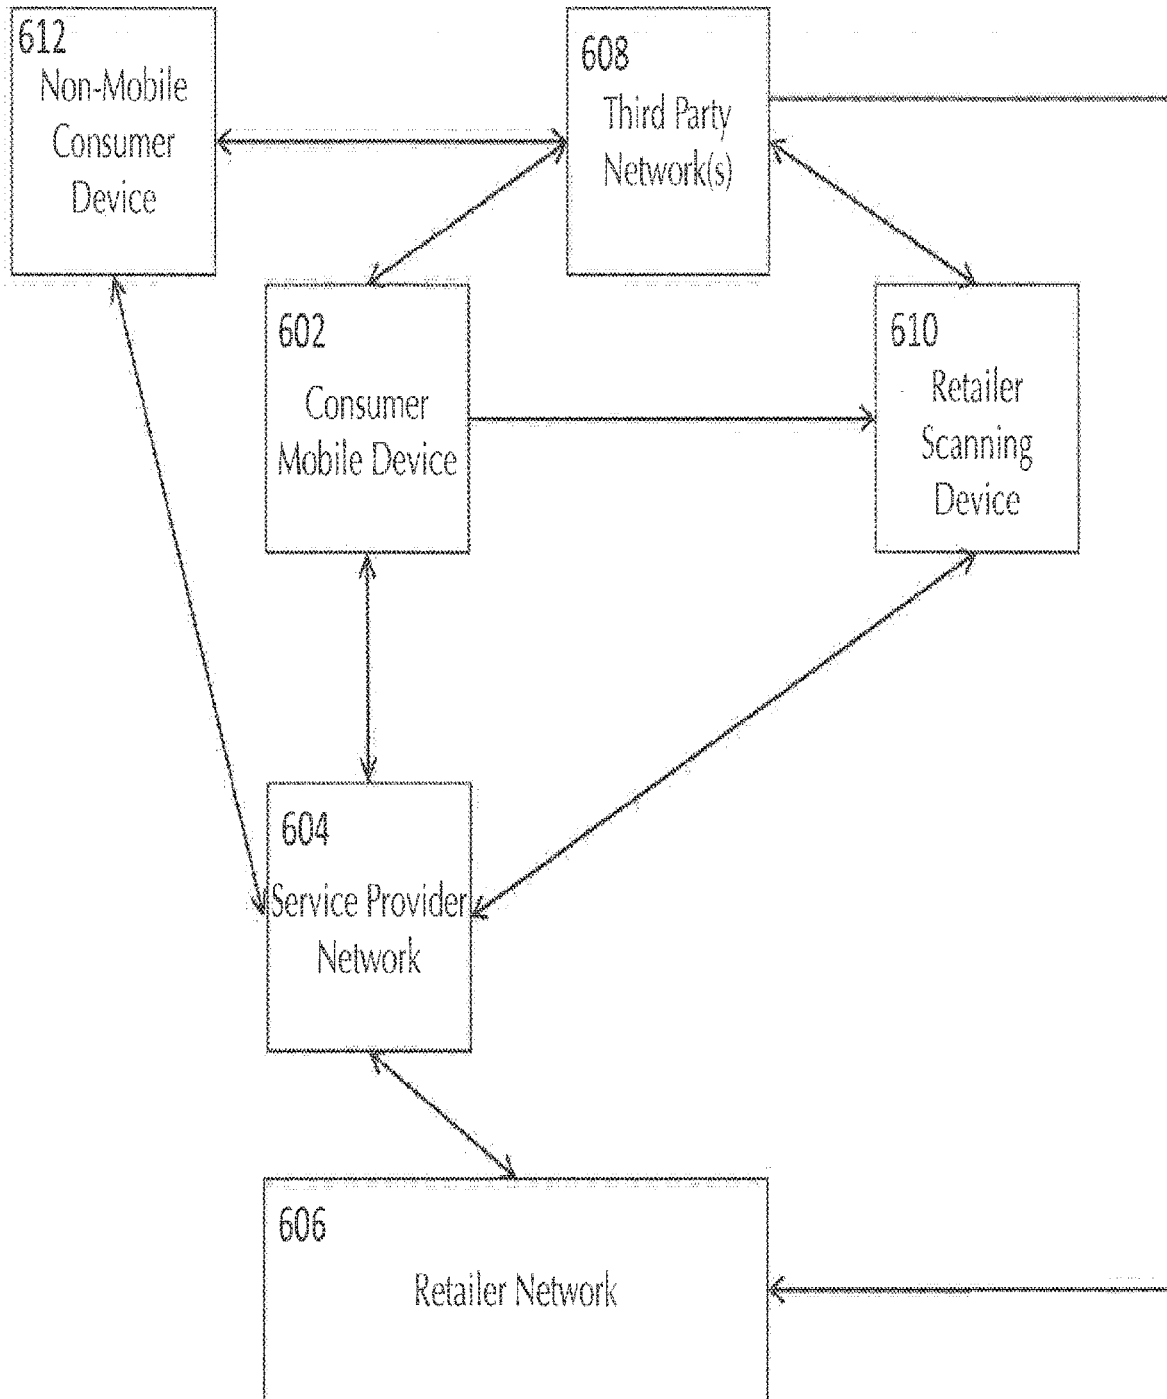 612
Non-Mobile
Consumer
Device
608
Third Party
Network(s)
602
Consumer
Mobile Device
610
Retailer
Scanning
Device
604
Service Provider
Network
606
Retailer Network